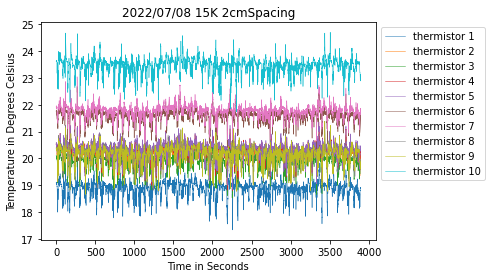 2022/07/08 15K 2cmSpacing
Temperature in Degrees Celsius
25
24
23
22
21
20
19
18
17
0
500
1000
1500
2000
2500
3000
3500
4000
Time in Seconds
thermistor 1
thermistor 2
thermistor 3
thermistor 4
thermistor 5
thermistor 6
thermistor 7
thermistor 8
thermistor 9
thermistor 10